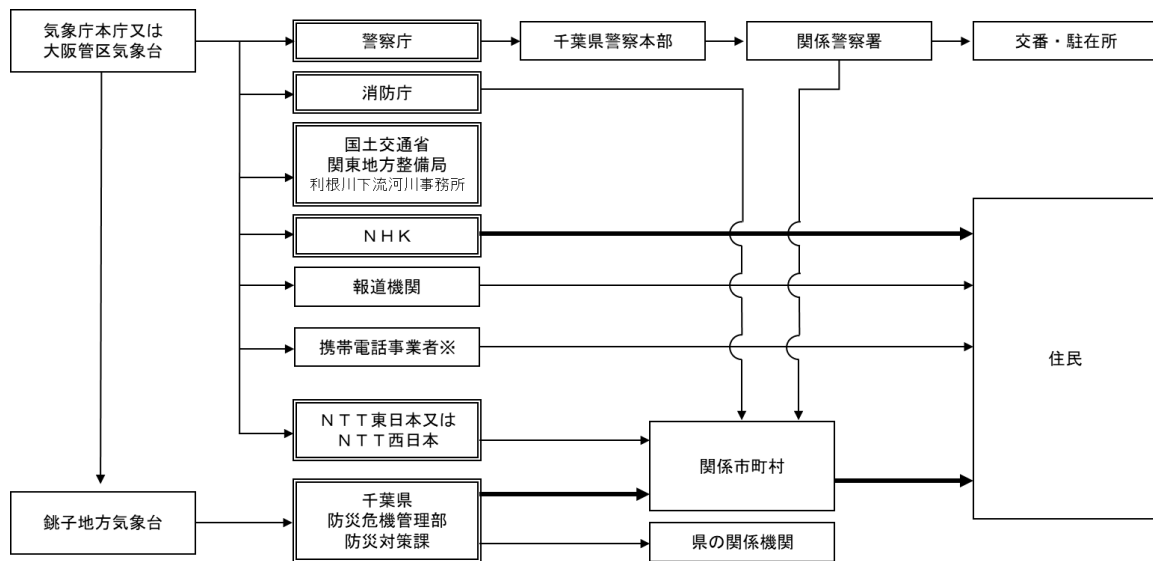 気象庁本庁又は
大阪管区気象台
警察庁
千葉県警察本部
関係警察署
交番・駐在所
消防庁
国土交通省
関東地方整備局
利根川下流河川事務所
ＮＨＫ
報道機関
携帯電話事業者※
住民
ＮＴＴ東日本又は
ＮＴＴ西日本
関係市町村
銚子地方気象台
千葉県
防災危機管理部
防災対策課
県の関係機関